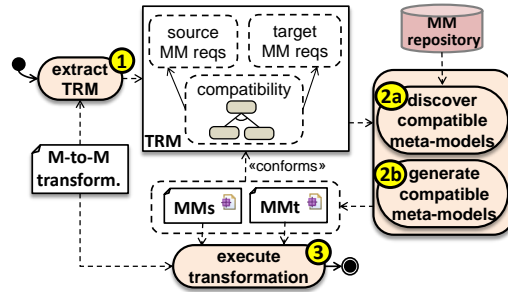 source
MM reqs
target
MM reqs
MM
repository
1
extract
TRM
compatibility
TRM
2a
discover
compatible
meta-models
M-to-M
transform.
«conforms»
2b
generate
compatible
meta-models
MMs
MMt
3
execute
transformation